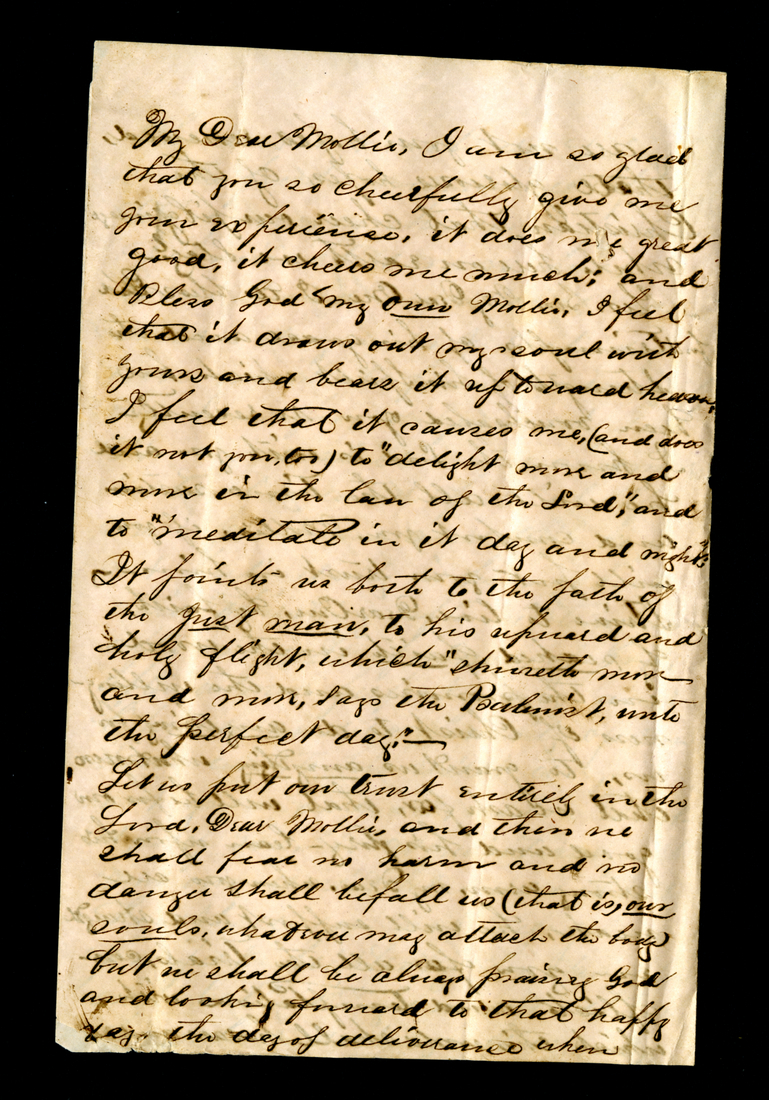 My Dear Mollie, I am so glad
that you so cheerfully give me
your experiense, it does me great
good, it cheers me much; and
Bless God "my own Mollie, I feel
that it draws out my soul with
yours and bears it up toward heaven.
I feel that it causes me, (and does
it not you, too) to "delight more and
more in the law of the Lord," and
to "meditate in it day and night".
It points us both to the path of
the just man, to his upward and
holy flight, which "shineth more
and more, says the Psalmist, unto
the perfect day."
Let us put our trust entirely in the
Lord, Dear Mollie, and then we
shall fear no harm and no
danger shall befall us (that is, our
souls, whatever may attack the body)
but we shall be always praising God
and looking forward to that happy
day, the day of deliverance when